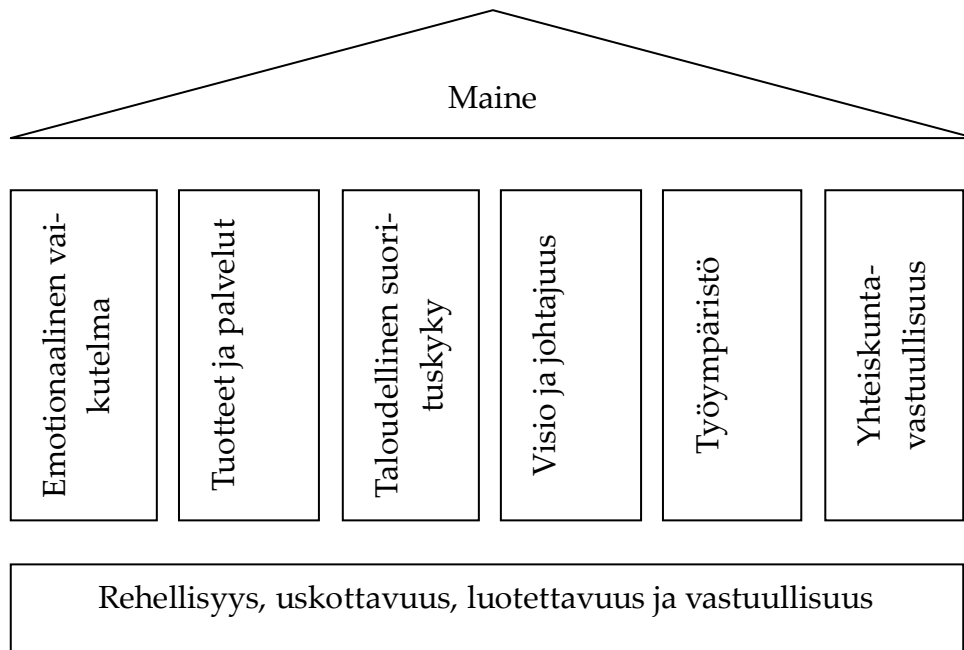 Maine
Emotionaalinen vai-
kutelma
Tuotteet ja palvelut
Taloudellinen suori-
tuskyky
Visio ja johtajuus
Työympäristö
Yhteiskunta-
vastuullisuus
Rehellisyys, uskottavuus, luotettavuus ja vastuullisuus